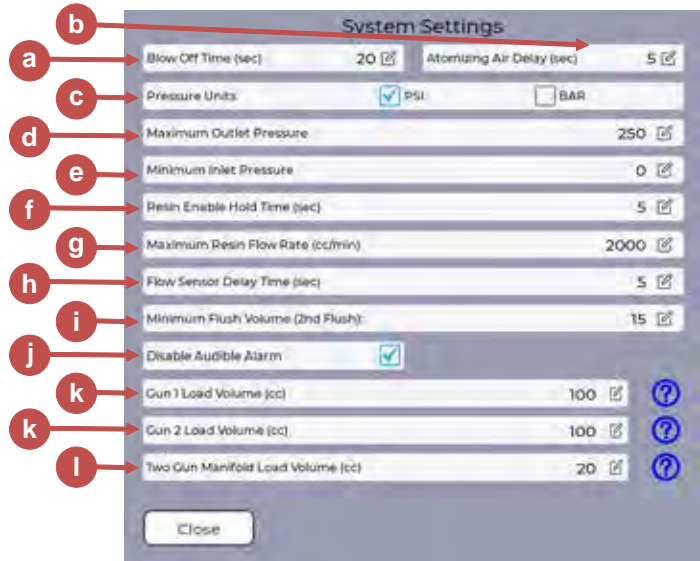 b
System Settings
a Blow Off Time (sec) 20 Atomizing Air Delay (sec) 5
c Pressure Units PSI BAR
d Maximum Outlet Pressure 250
e Minimum Inlet Pressure 0
f Resin Enable Hold Time (sec) 5
g Maximum Resin Flow Rate (cc/min) 2000
h Flow Sensor Delay Time (sec) 5
i Minimum Flush Volume (2nd Flush): 15
j Disable Audible Alarm
k Gun 1 Load Volume (cc) 100 ?
k Gun 2 Load Volume (cc) 100 ?
l Two Gun Manifold Load Volume (cc) 20 ?
Close